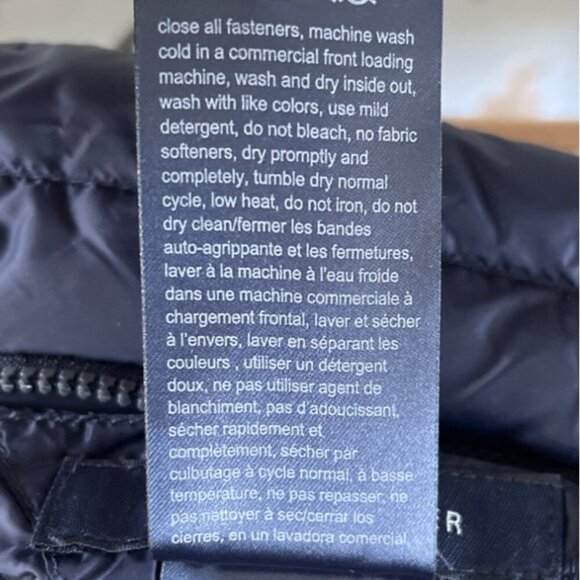 close all fasteners, machine wash
cold in a commercial front loading
machine, wash and dry inside out,
wash with like colors, use mild
detergent, do not bleach, no fabric
softeners, dry promptly and
completely, tumble dry normal
cycle, low heat, do not iron, do not
dry clean/fermer les bandes
auto-agrippante et les fermetures,
laver à la machine à l'eau froide
dans une machine commerciale à
chargement frontal, laver et sécher
à l'envers, laver en séparant les
couleurs , utiliser un détergent
doux, ne pas utiliser agent de
blanchiment, pas d'adoucissant,
sécher rapidement et
complètement, sécher par
culbutage à cycle normal, à basse
température, ne pas repasser, ne
pas nettoyer à sec/cerrar los
cierres, en un lavadora comercial,
ER